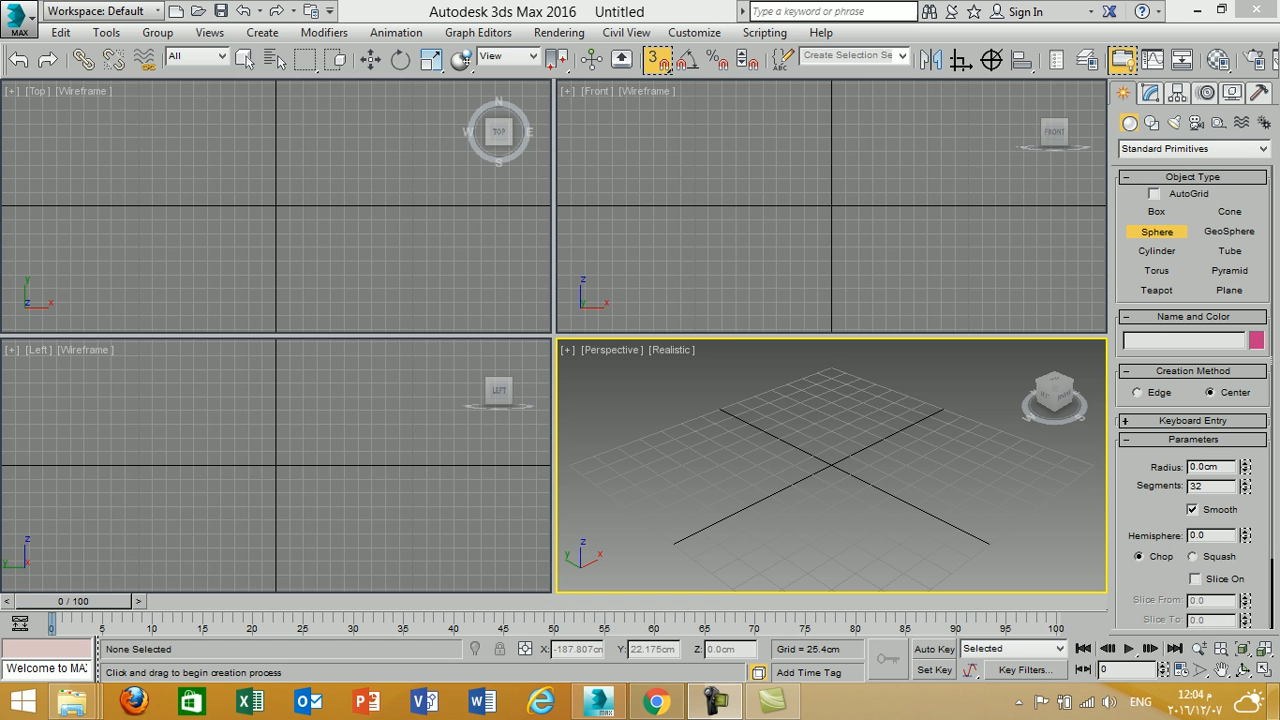 MAX
Workspace: Default
Autodesk 3ds Max 2016
Untitled
Type a keyword or phrase
Sign In
Edit Tools Group Views Create Modifiers Animation Graph Editors Rendering Civil View Customize Scripting Help
All
View
3
Create Selection Se
[+] [Top] [Wireframe]
N
W TOP E
S
y
z x
[+] [Front] [Wireframe]
FRONT
z
y x
[+] [Left] [Wireframe]
LEFT
z
y x
[+] [Perspective] [Realistic]
z
y x
Standard Primitives
Object Type
AutoGrid
Box Cone
Sphere GeoSphere
Cylinder Tube
Torus Pyramid
Teapot Plane
Name and Color
Creation Method
Edge Center
Keyboard Entry
Parameters
Radius: 0.0cm
Segments: 32
Smooth
Hemisphere: 0.0
Chop Squash
Slice On
Slice From: 0.0
Slice To: 0.0
< 0 / 100 >
0 5 10 15 20 25 30 35 40 45 50 55 60 65 70 75 80 85 90 95 100
None Selected
X: -187.807cm Y: 22.175cm Z: 0.0cm
Grid = 25.4cm
Auto Key Selected
Welcome to MA
Click and drag to begin creation process
Add Time Tag
Set Key Key Filters...
0
ENG
12:04 م
٢٠١٦/١٢/٠٧